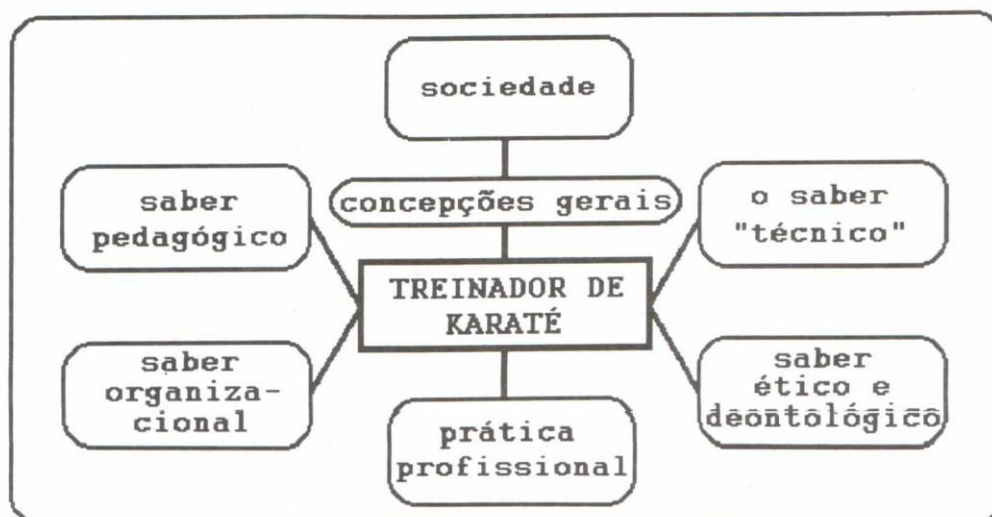 sociedade
concepções gerais
saber
pedagógico
o saber
"técnico"
TREINADOR DE
KARATÉ
saber
organiza-
cional
saber
ético e
deontológico
prática
profissional